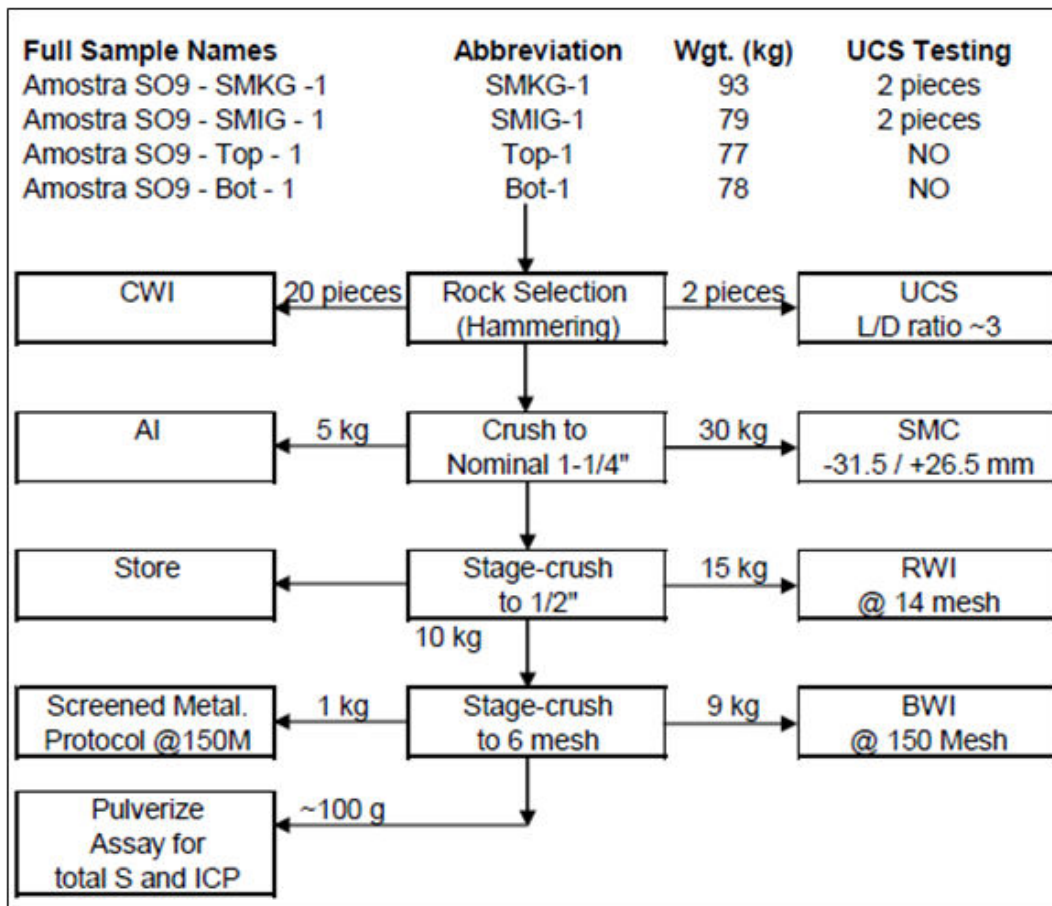 Full Sample Names Abbreviation Wgt. (kg) UCS Testing
Amostra SO9 - SMKG -1 SMKG-1 93 2 pieces
Amostra SO9 - SMIG - 1 SMIG-1 79 2 pieces
Amostra SO9 - Top - 1 Top-1 77 NO
Amostra SO9 - Bot - 1 Bot-1 78 NO
CWI 20 pieces Rock Selection 2 pieces UCS
(Hammering) L/D ratio ~3
AI 5 kg Crush to 30 kg SMC
Nominal 1-1/4" -31.5 / +26.5 mm
Store Stage-crush 15 kg RWI
to 1/2" @ 14 mesh
10 kg
Screened Metal. 1 kg Stage-crush 9 kg BWI
Protocol @150M to 6 mesh @ 150 Mesh
Pulverize ~100 g
Assay for
total S and ICP